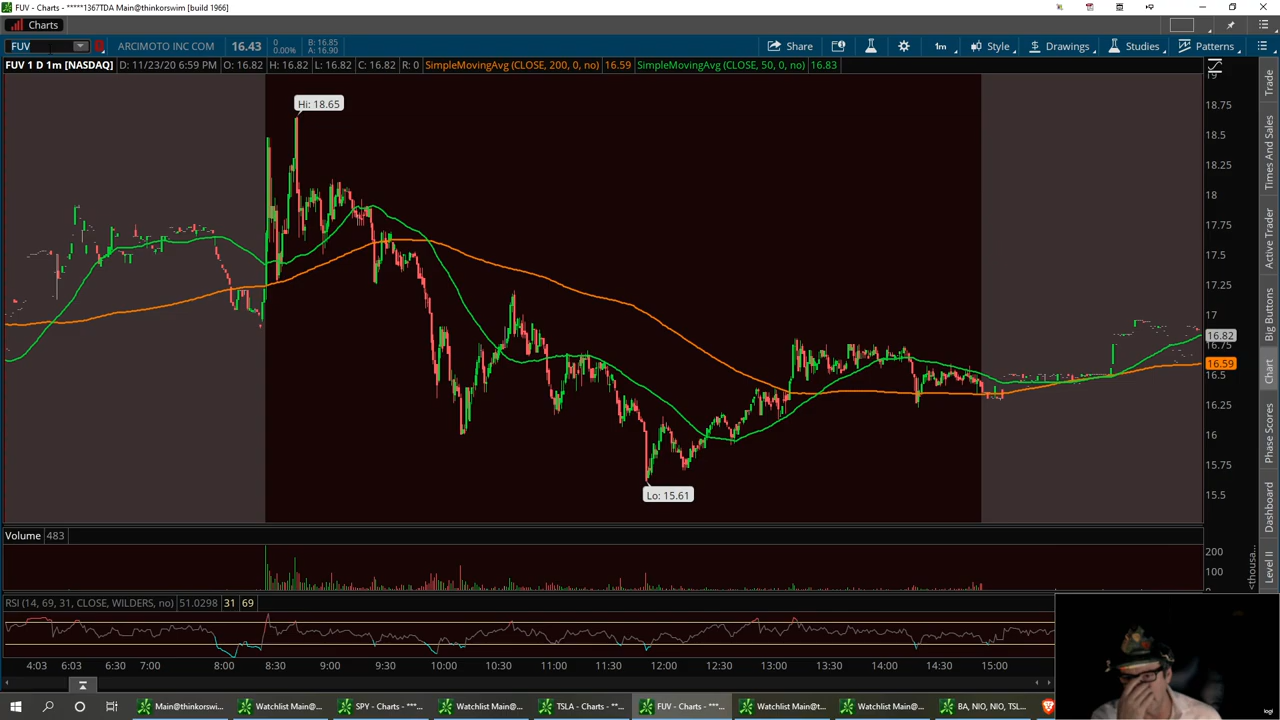 FUV - Charts - *****1367TDA Main@thinkorswim [build 1966]
Charts
FUV ARCIMOTO INC COM 16.43 0 0.00% B: 16.85 A: 16.90 Share 1m Style Drawings Studies Patterns
FUV 1 D 1m [NASDAQ] D: 11/23/20 6:59 PM O: 16.82 H: 16.82 L: 16.82 C: 16.82 R: 0 SimpleMovingAvg (CLOSE, 200, 0, no) 16.59 SimpleMovingAvg (CLOSE, 50, 0, no) 16.83
19
18.75
18.5
18.25
18
17.75
17.5
17.25
17
16.82
16.75
16.59
16.5
16.25
16
15.75
15.5
Hi: 18.65
Lo: 15.61
Trade
Times And Sales
Active Trader
Big Buttons
Chart
Phase Scores
Dashboard
Level II
Volume 483
200
100
0
<thousa...
RSI (14, 69, 31, CLOSE, WILDERS, no) 51.0298 31 69
4:03 6:03 6:30 7:00 8:00 8:30 9:00 9:30 10:00 10:30 11:00 11:30 12:00 12:30 13:00 13:30 14:00 14:30 15:00
logi
Main@thinkorswi... Watchlist Main@... SPY - Charts - ***... Watchlist Main@... TSLA - Charts - **... FUV - Charts - ***... Watchlist Main@t... Watchlist Main@... BA, NIO, NIO, TSL...